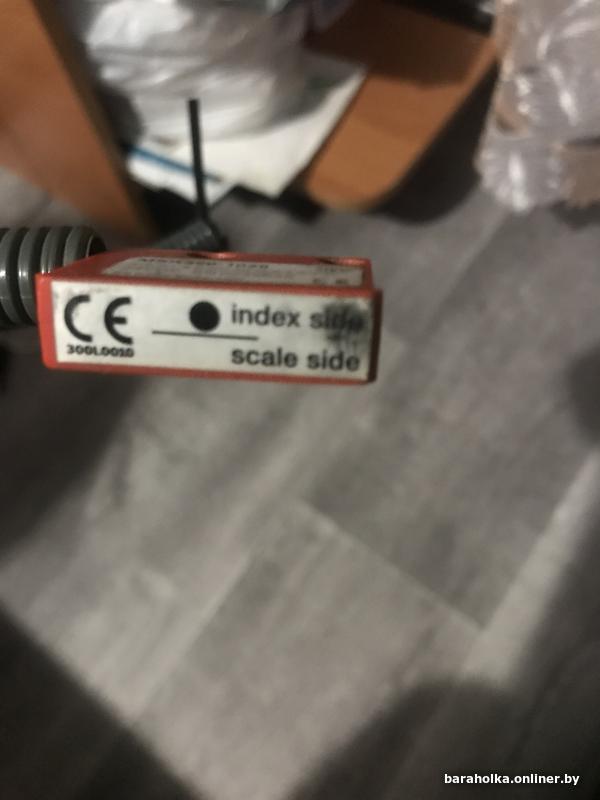 CE
index side
300L0010
scale side
baraholka.onliner.by